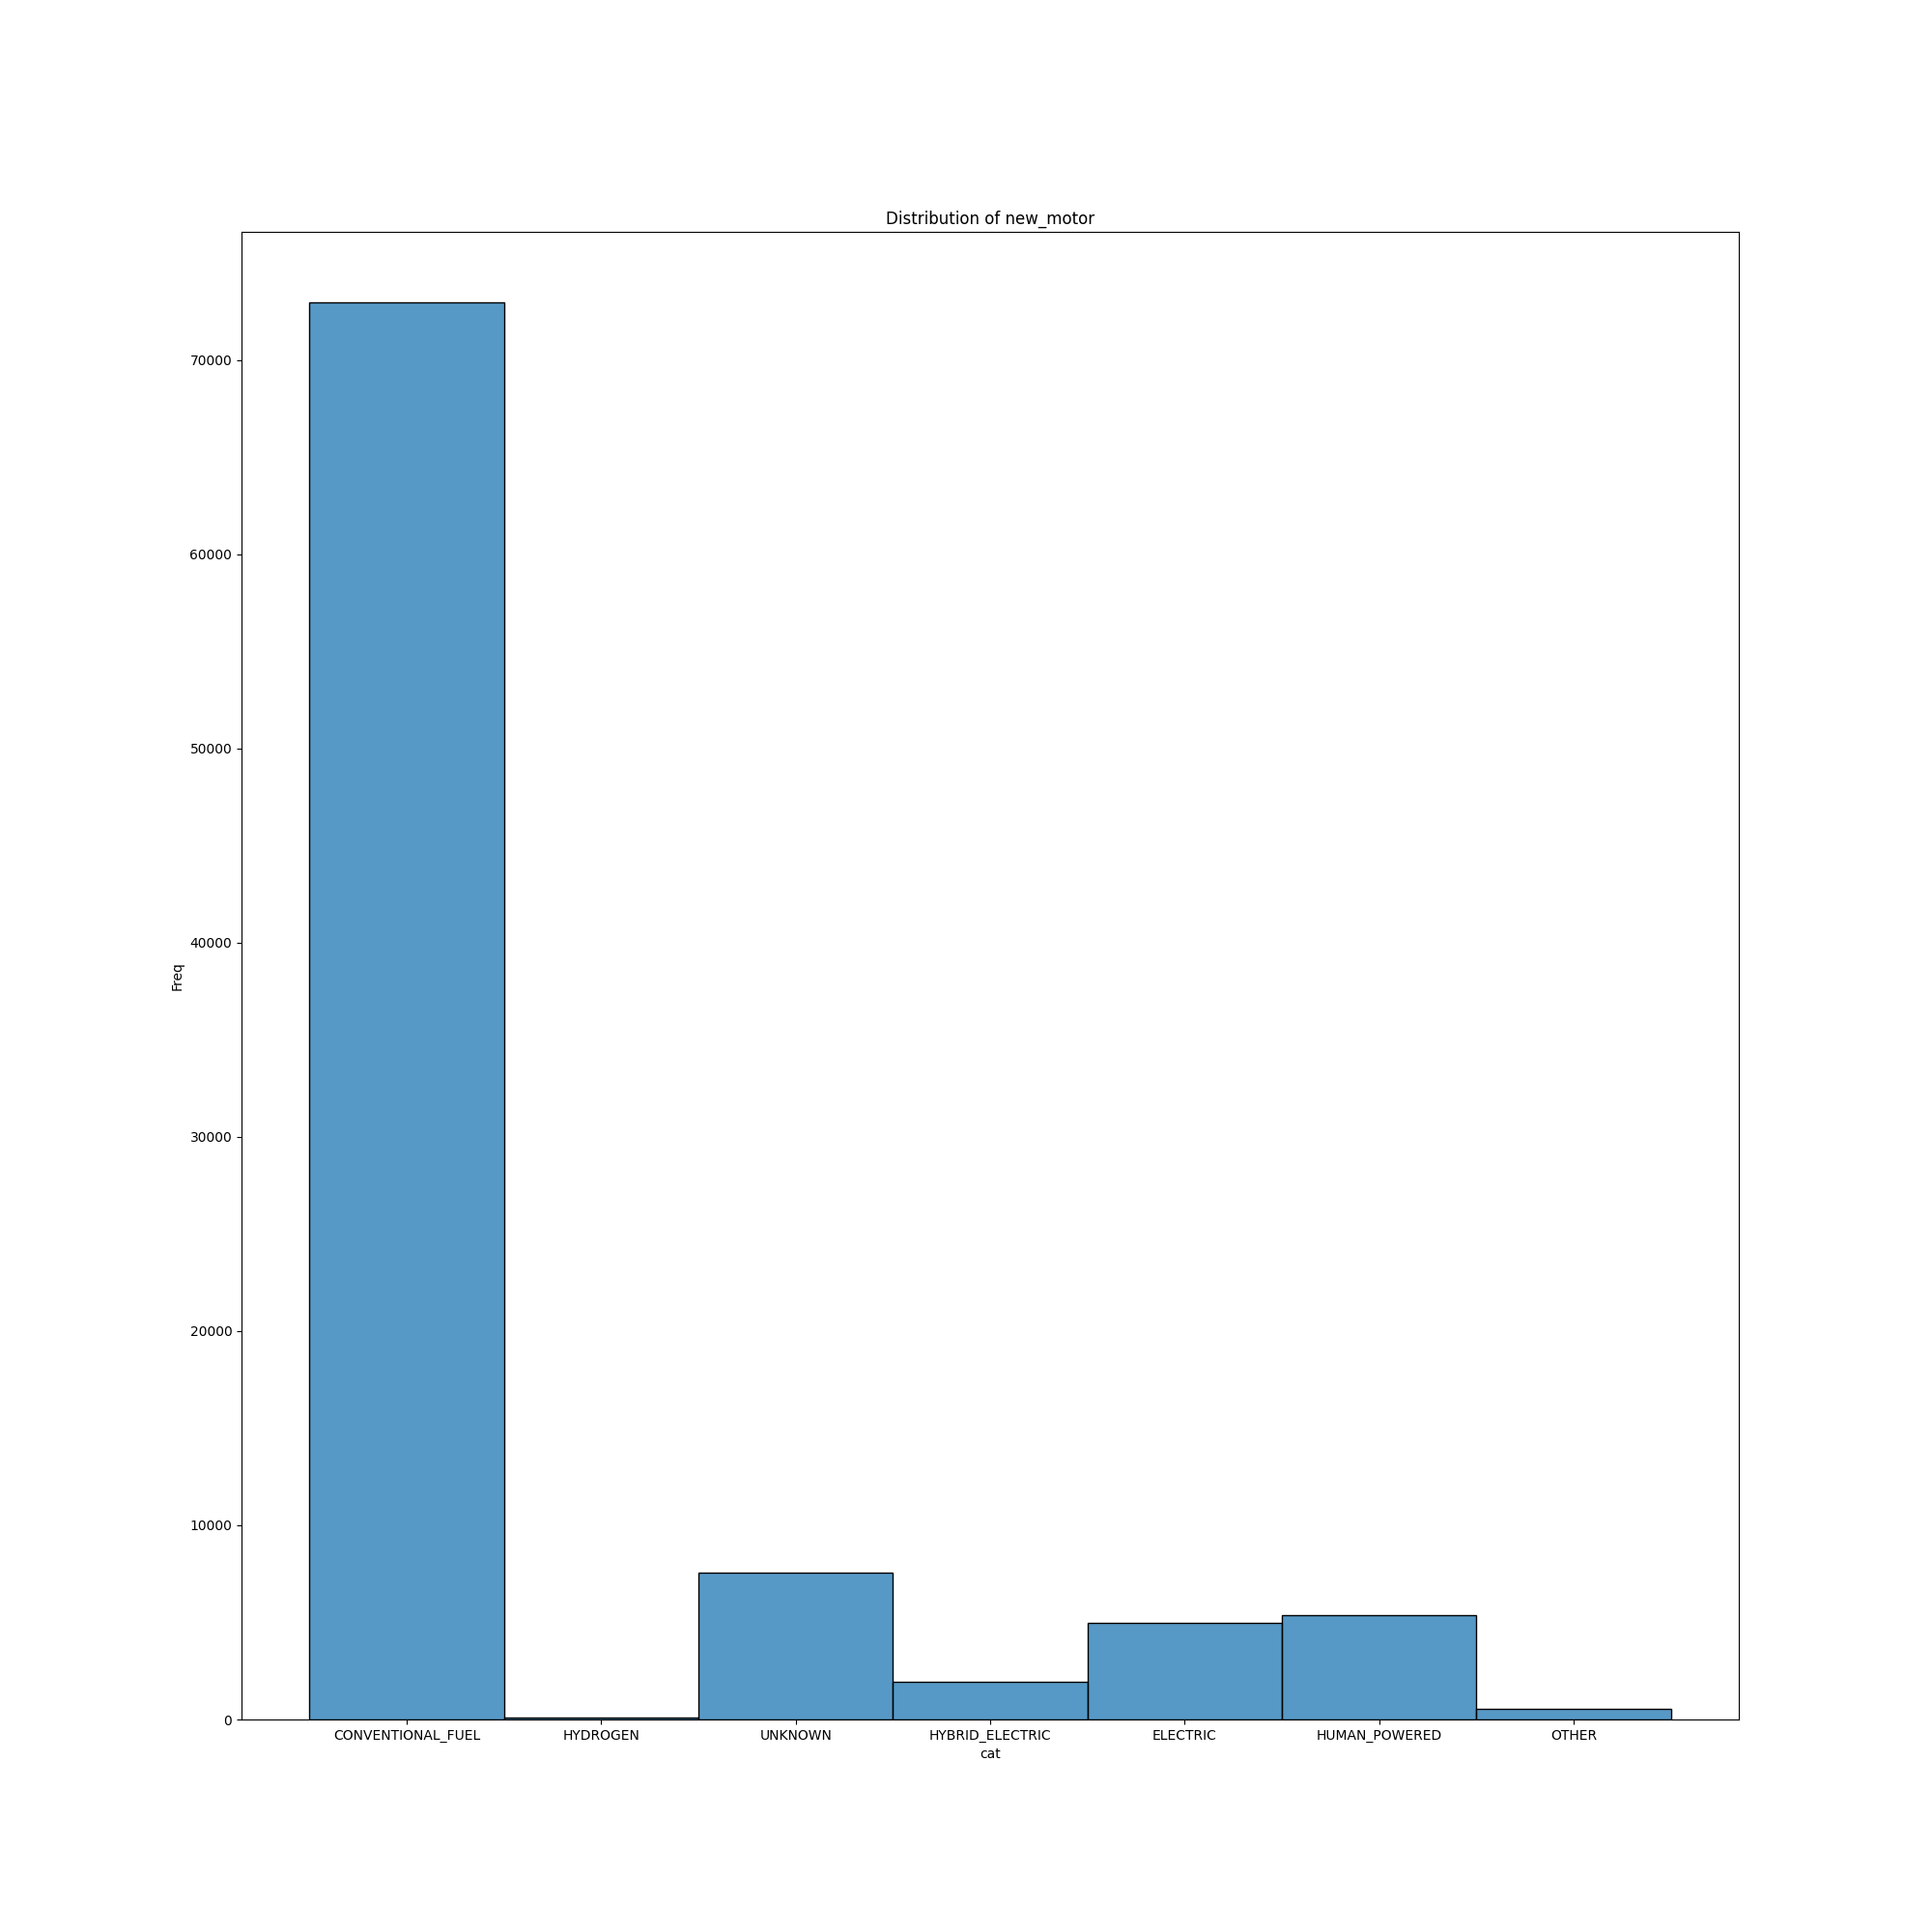 Distribution of new_motor
Freq
70000
60000
50000
40000
30000
20000
10000
0
CONVENTIONAL_FUEL HYDROGEN UNKNOWN HYBRID_ELECTRIC ELECTRIC HUMAN_POWERED OTHER
cat